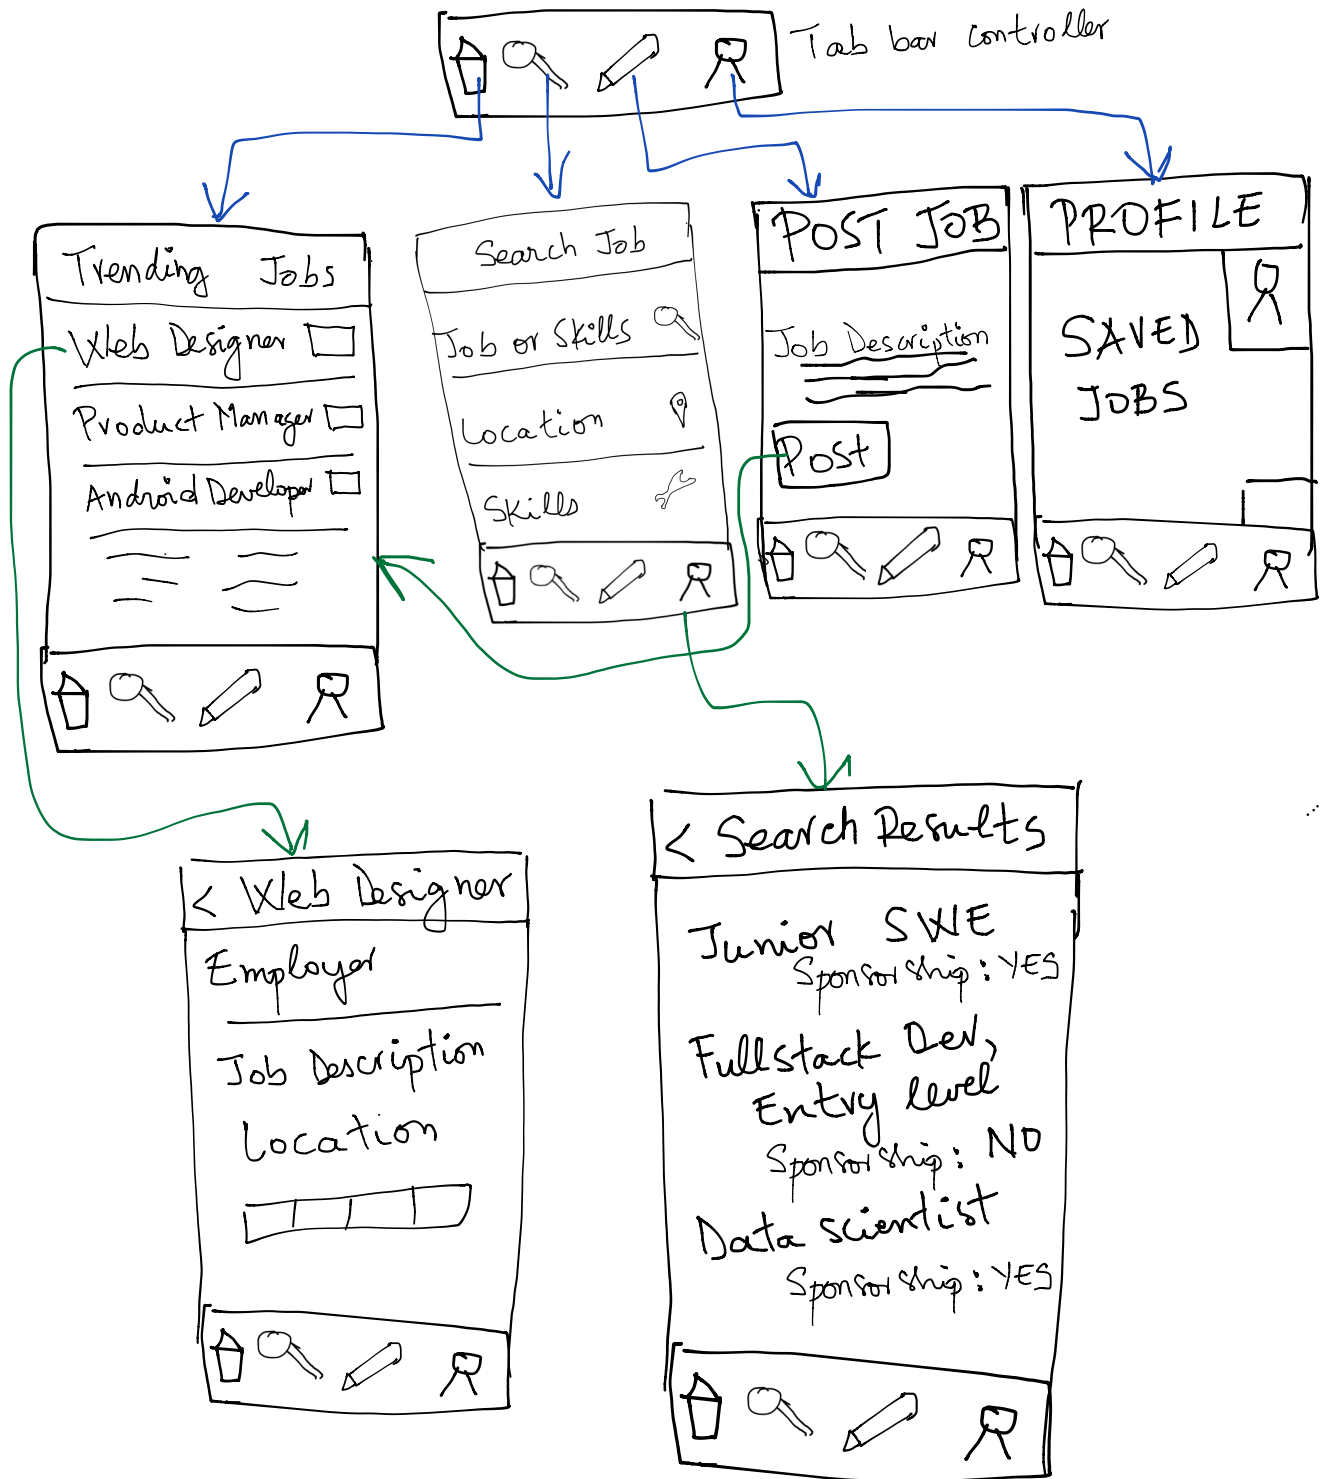 Tab bar controller
Trending Jobs
Web Designer
Product Manager
Android Developer
Search Job
Job or Skills
Location
Skills
POST JOB
Job Description
Post
PROFILE
SAVED
JOBS
< Web Designer
Employer
Job Description
Location
< Search Results
Junior SWE
Sponsorship: YES
Fullstack Dev,
Entry level
Sponsorship: NO
Data scientist
Sponsorship: YES